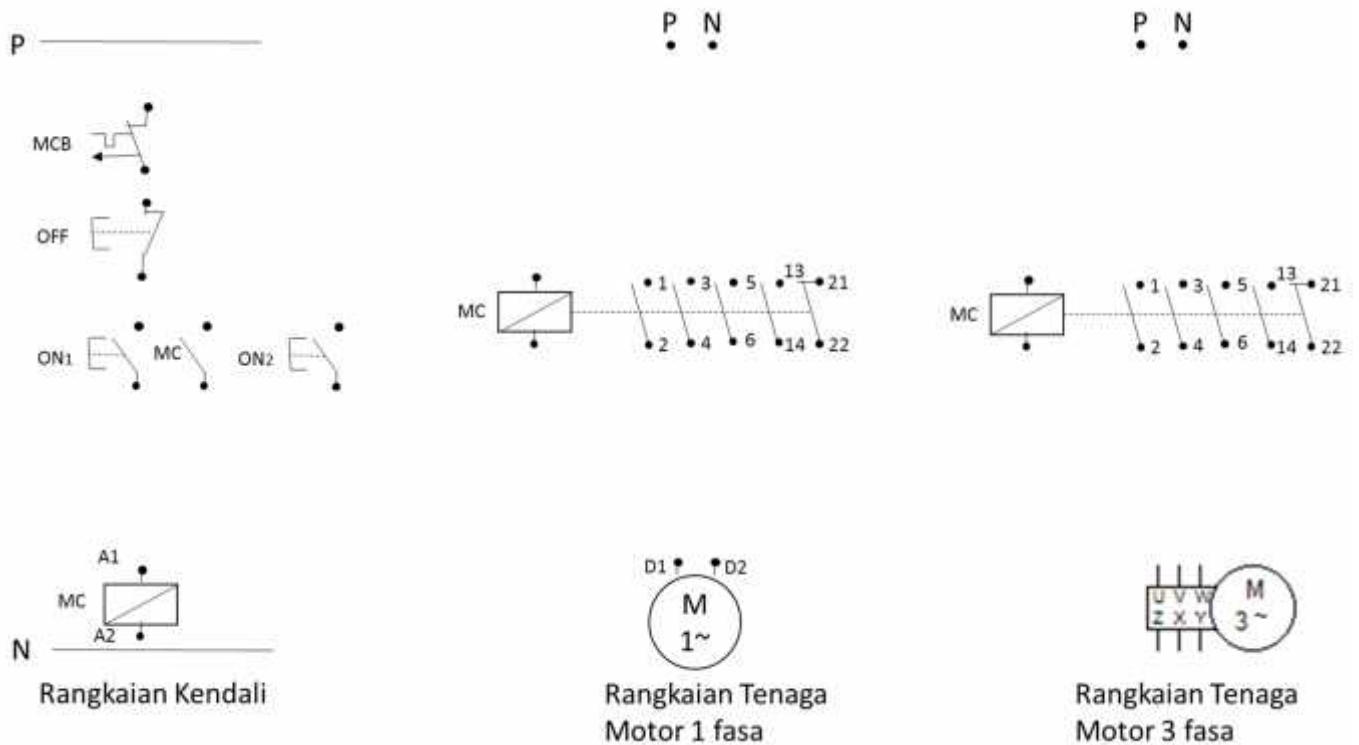 P
MCB
OFF
ON1 MC ON2
A1
MC
A2
N
Rangkaian Kendali
P N
MC 1 3 5 13 21
2 4 6 14 22
D1 D2
M
1~
Rangkaian Tenaga
Motor 1 fasa
P N
MC 1 3 5 13 21
2 4 6 14 22
U V W M
Z X Y 3~
Rangkaian Tenaga
Motor 3 fasa